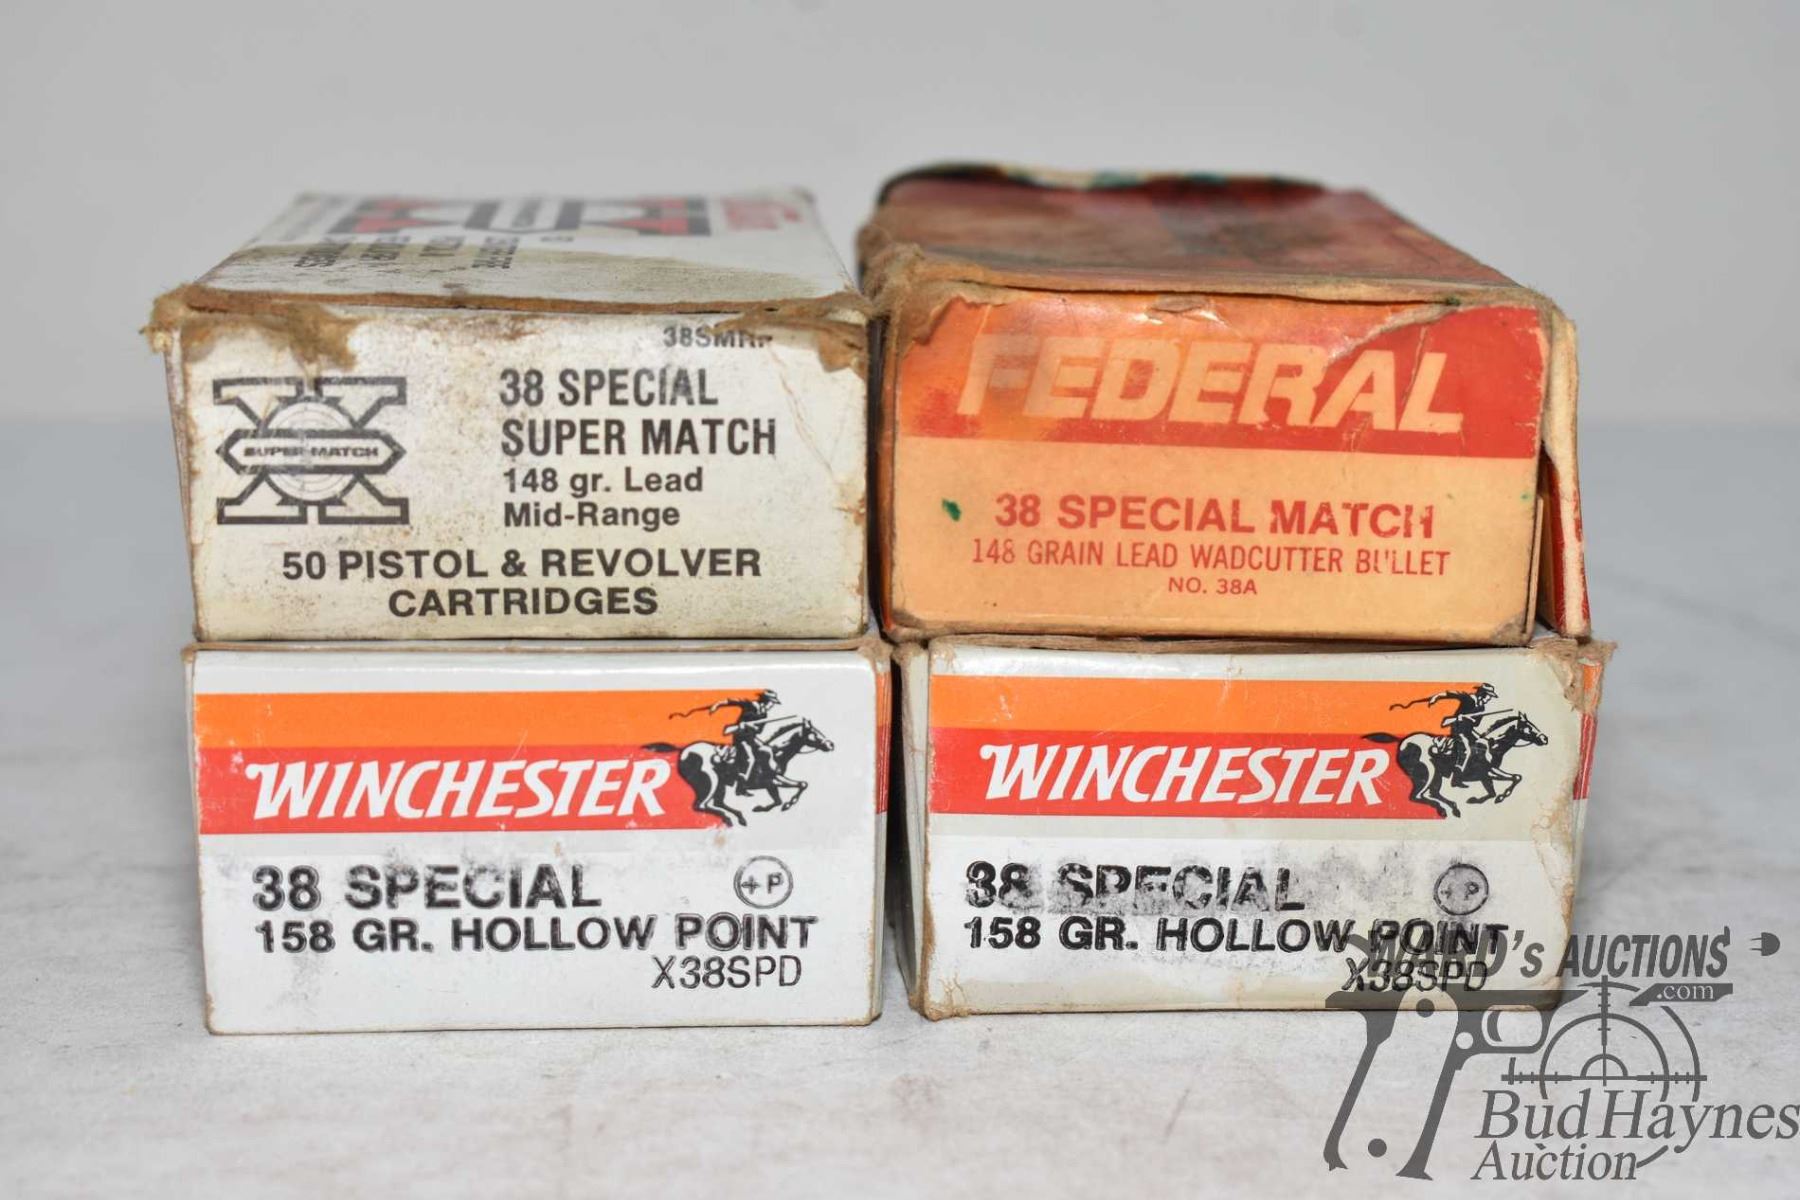 38SMRP
38 SPECIAL
SUPER MATCH
148 gr. Lead
Mid-Range
SUPER-MATCH
50 PISTOL & REVOLVER
CARTRIDGES
FEDERAL
38 SPECIAL MATCH
148 GRAIN LEAD WADCUTTER BULLET
NO. 38A
WINCHESTER
38 SPECIAL +P
158 GR. HOLLOW POINT
X38SPD
WINCHESTER
38 SPECIAL +P
158 GR. HOLLOW POINT
X38SPD
WARD'S AUCTIONS
.com
Bud Haynes
Auction